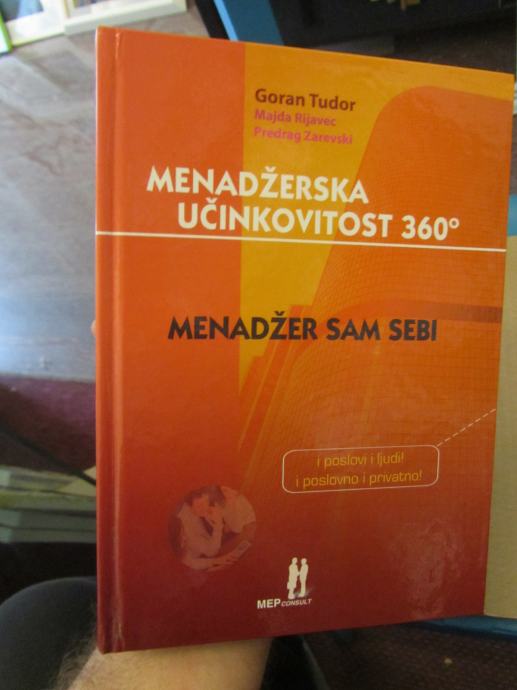 Goran Tudor
Majda Rijavec
Predrag Zarevski
MENADŽERSKA
UČINKOVITOST 360°
MENADŽER SAM SEBI
i poslovi i ljudi!
i poslovno i privatno!
MEP CONSULT